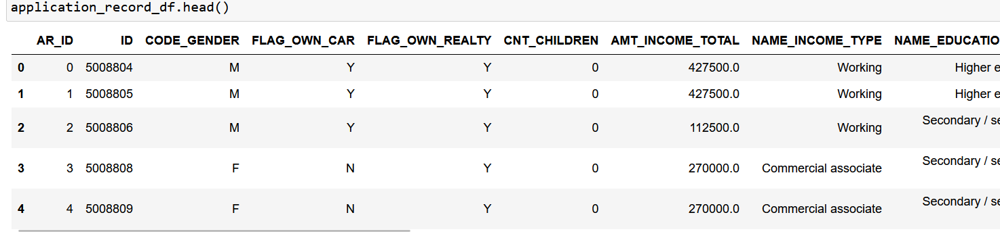 application_record_df.head()
AR_ID ID CODE_GENDER FLAG_OWN_CAR FLAG_OWN_REALTY CNT_CHILDREN AMT_INCOME_TOTAL NAME_INCOME_TYPE NAME_EDUCATIO
0 0 5008804 M Y Y 0 427500.0 Working Higher e
1 1 5008805 M Y Y 0 427500.0 Working Higher e
2 2 5008806 M Y Y 0 112500.0 Working Secondary / se
3 3 5008808 F N Y 0 270000.0 Commercial associate Secondary / se
4 4 5008809 F N Y 0 270000.0 Commercial associate Secondary / se